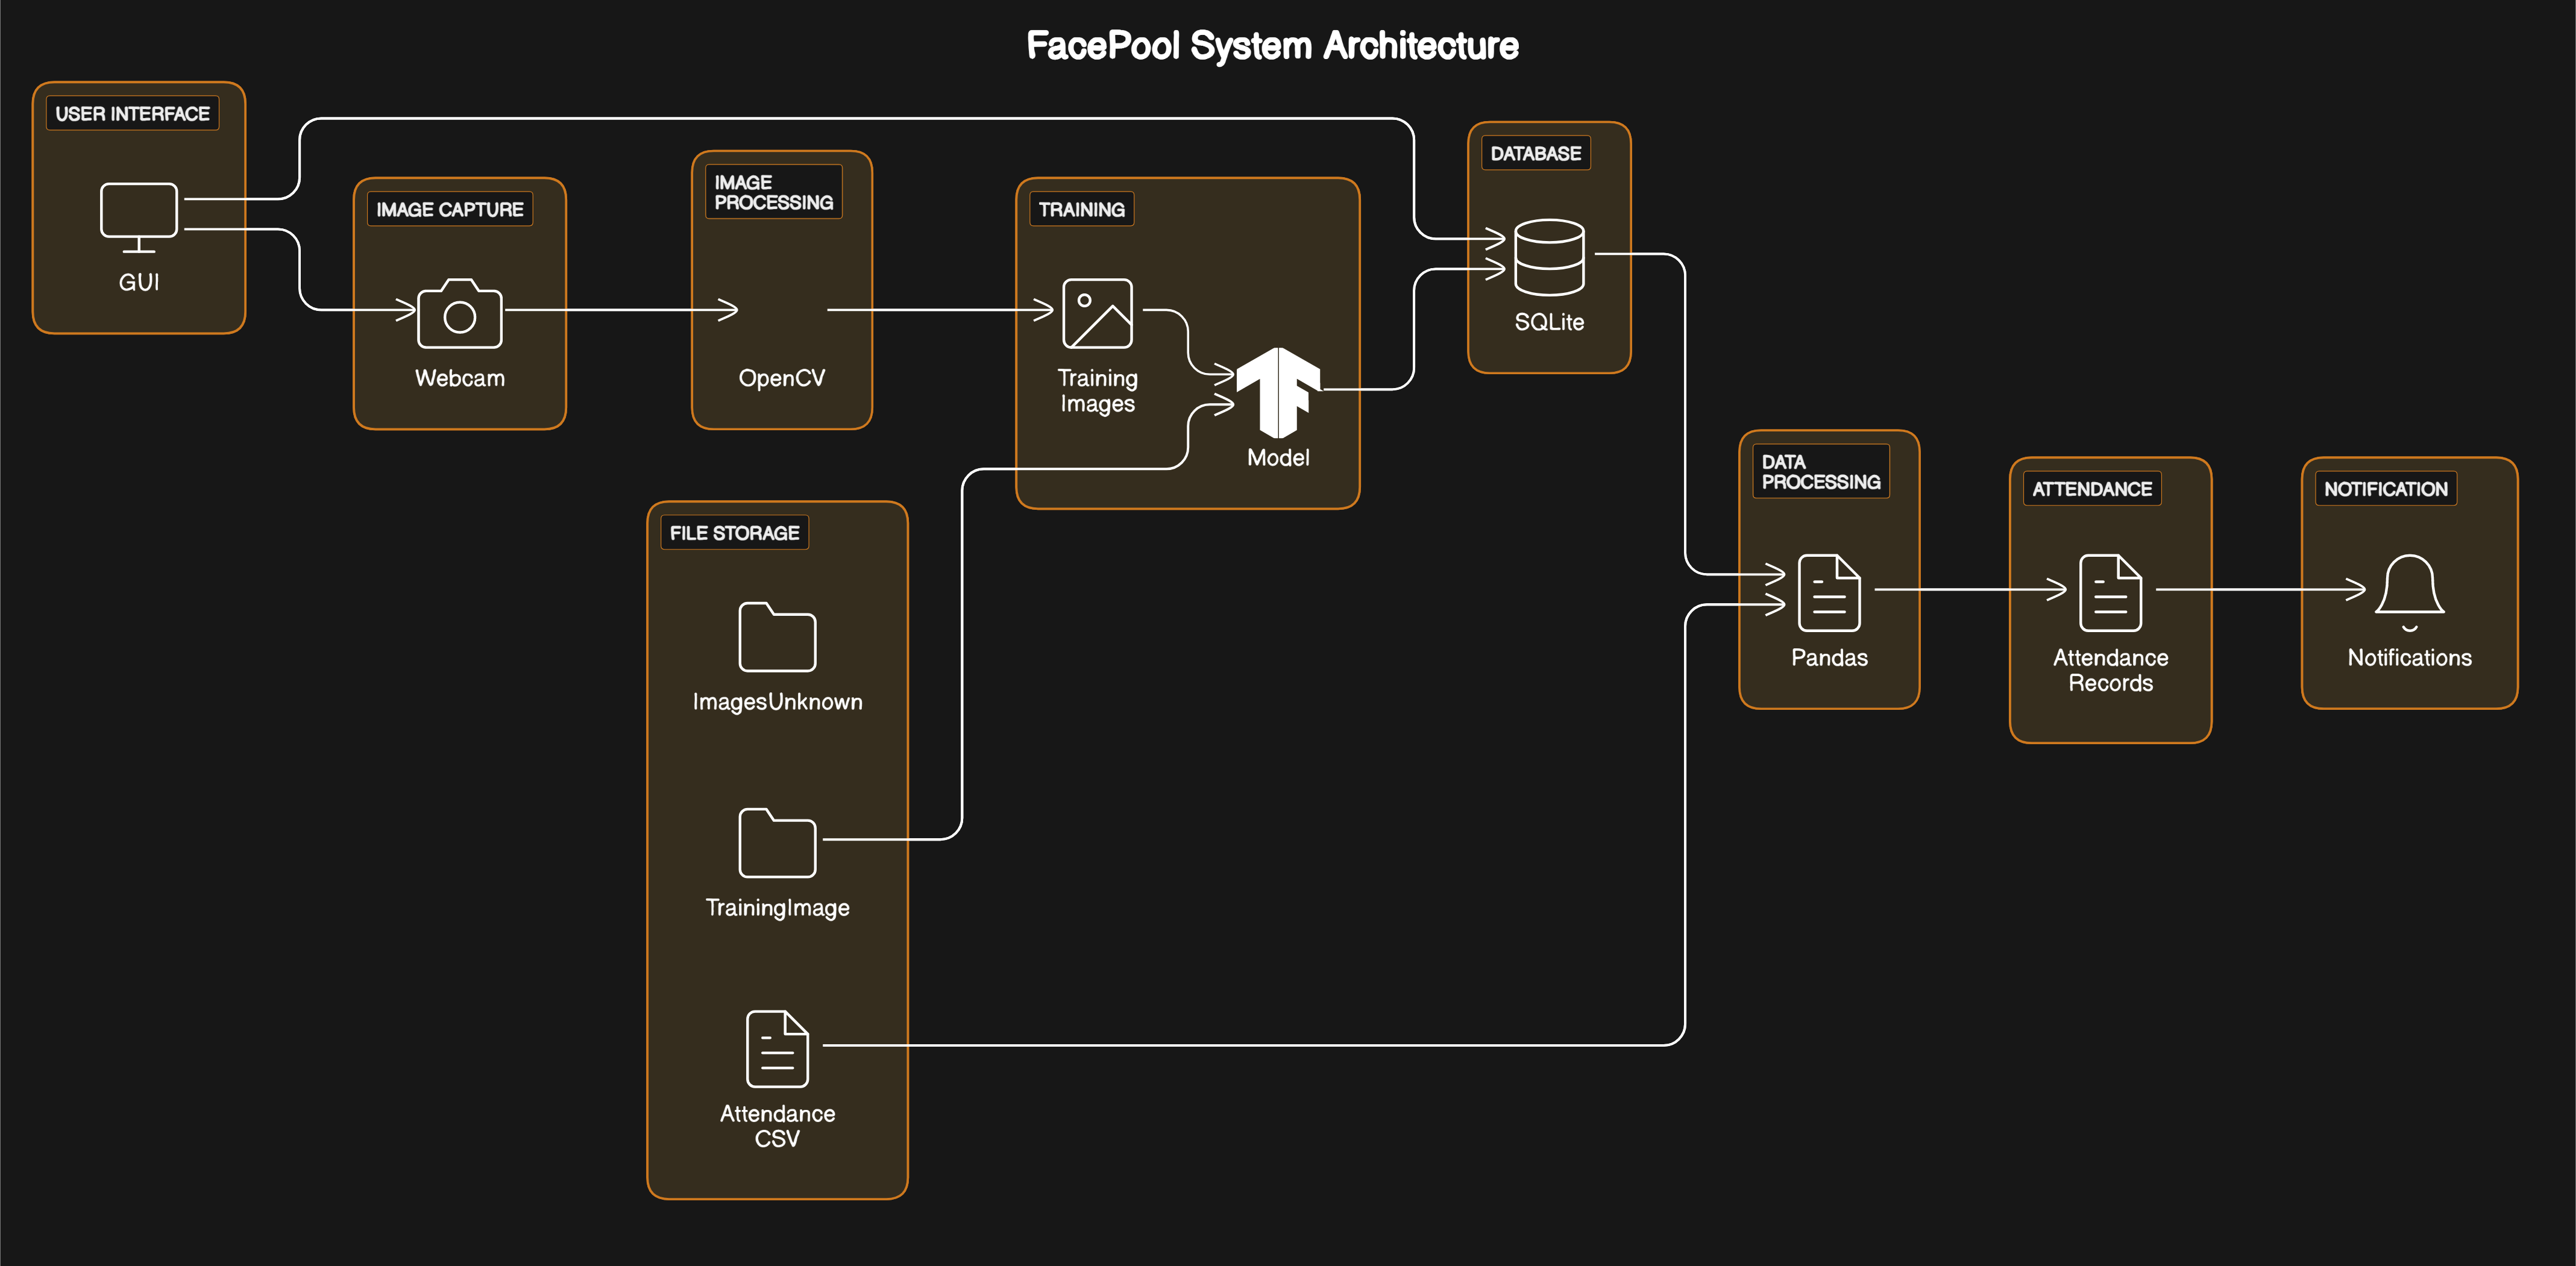 FacePool System Architecture
USER INTERFACE
GUI
IMAGE CAPTURE
Webcam
IMAGE
PROCESSING
OpenCV
TRAINING
Training
Images
Model
DATABASE
SQLite
FILE STORAGE
ImagesUnknown
TrainingImage
Attendance
CSV
DATA
PROCESSING
Pandas
ATTENDANCE
Attendance
Records
NOTIFICATION
Notifications